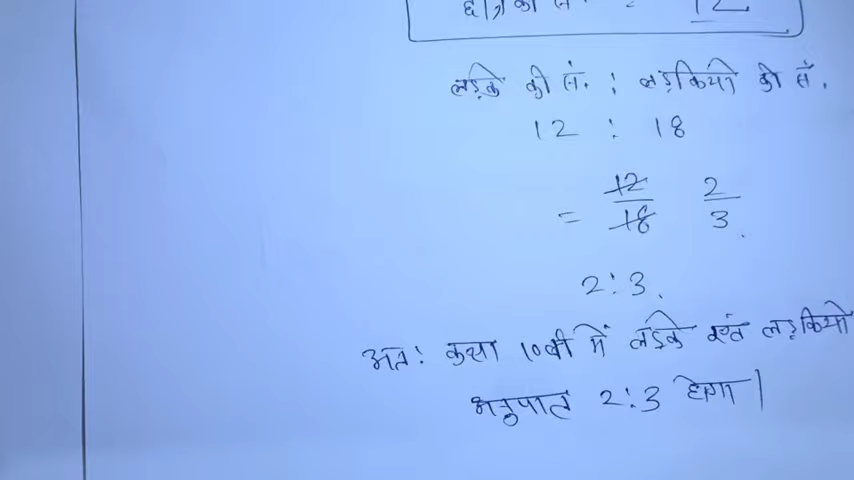 छात्र की सं. = 12
लड़के की सं. : लड़कियों की सं.
12 : 18
= 12/18 2/3.
2:3.
अतः कक्षा 10वी में लड़के एवं लड़कियो
अनुपात 2:3 होगा।